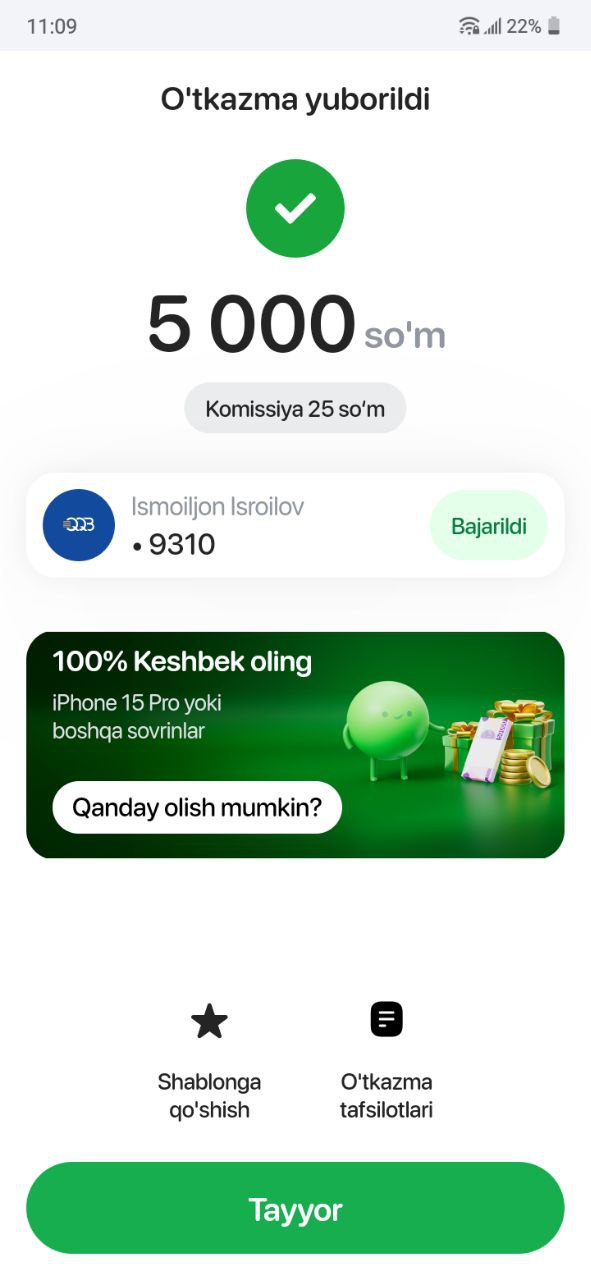 11:09
22%
O'tkazma yuborildi
5 000 so'm
Komissiya 25 so‘m
QQB
Ismoiljon Isroilov
• 9310
Bajarildi
100% Keshbek oling
iPhone 15 Pro yoki
boshqa sovrinlar
Qanday olish mumkin?
Shablonga
qo'shish
O'tkazma
tafsilotlari
Tayyor